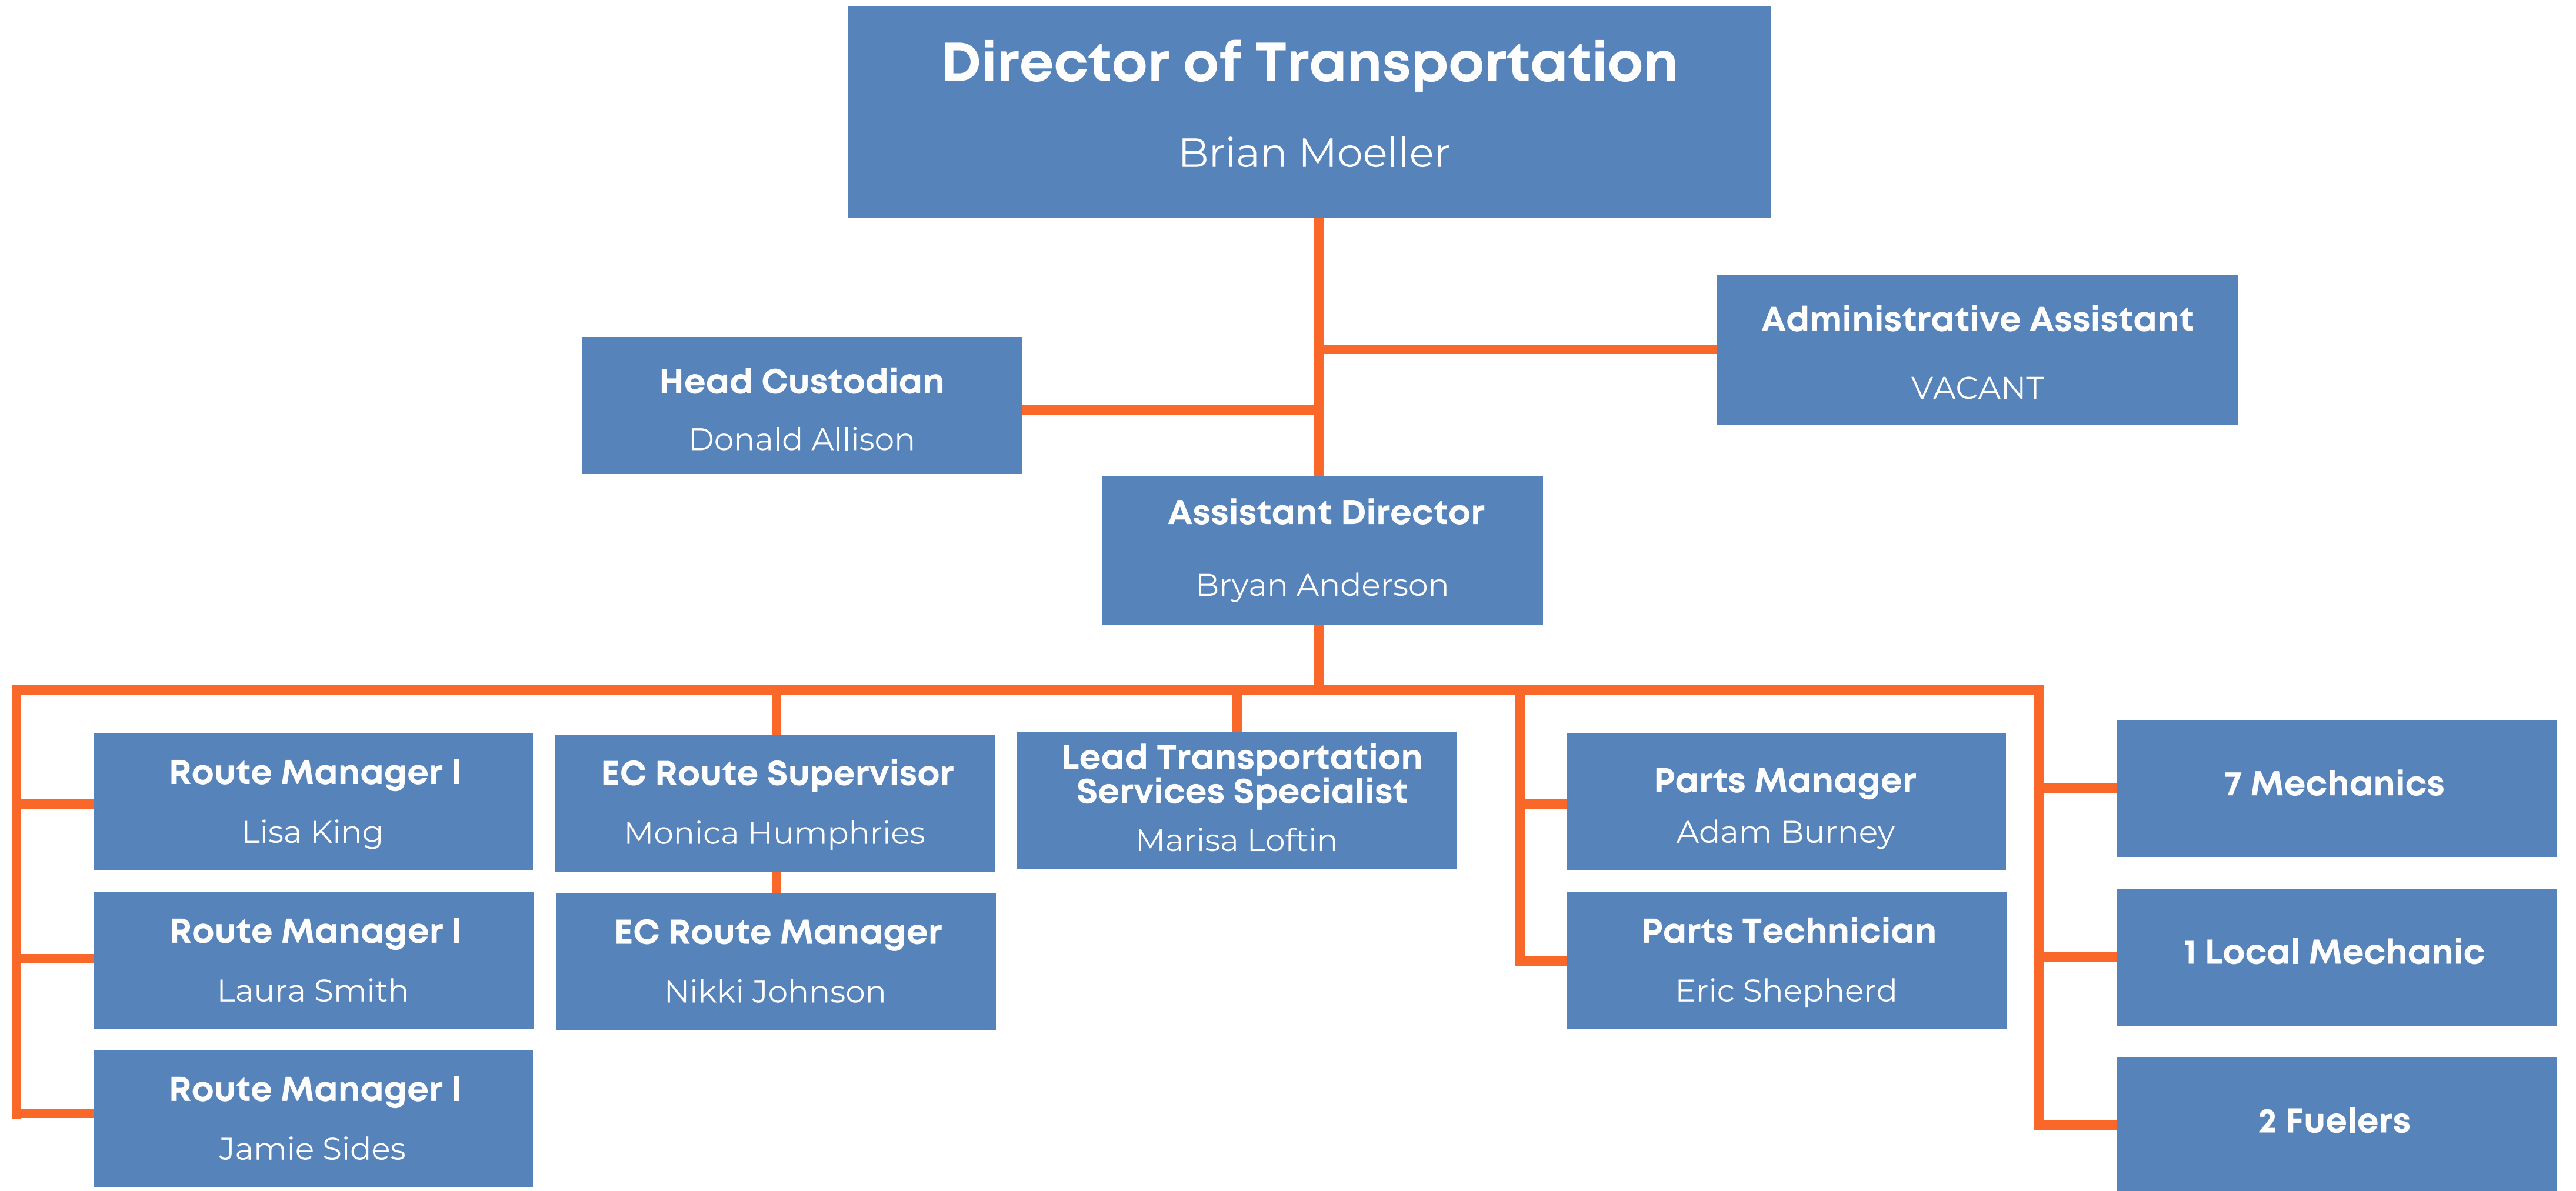 Director of Transportation
Brian Moeller
Administrative Assistant
VACANT
Head Custodian
Donald Allison
Assistant Director
Bryan Anderson
Route Manager I
Lisa King
Route Manager I
Laura Smith
Route Manager I
Jamie Sides
EC Route Supervisor
Monica Humphries
EC Route Manager
Nikki Johnson
Lead Transportation
Services Specialist
Marisa Loftin
Parts Manager
Adam Burney
Parts Technician
Eric Shepherd
7 Mechanics
1 Local Mechanic
2 Fuelers